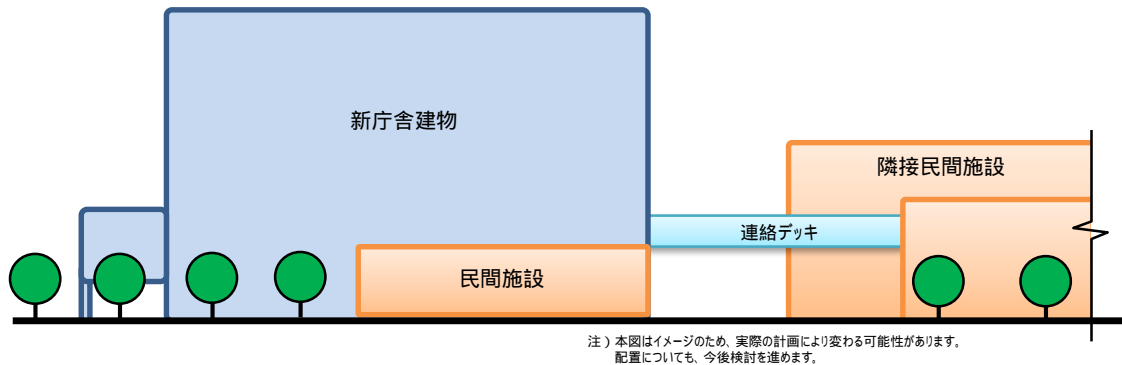 新庁舎建物
隣接民間施設
連絡デッキ
民間施設
注）本図はイメージのため、実際の計画により変わる可能性があります。
配置についても、今後検討を進めます。